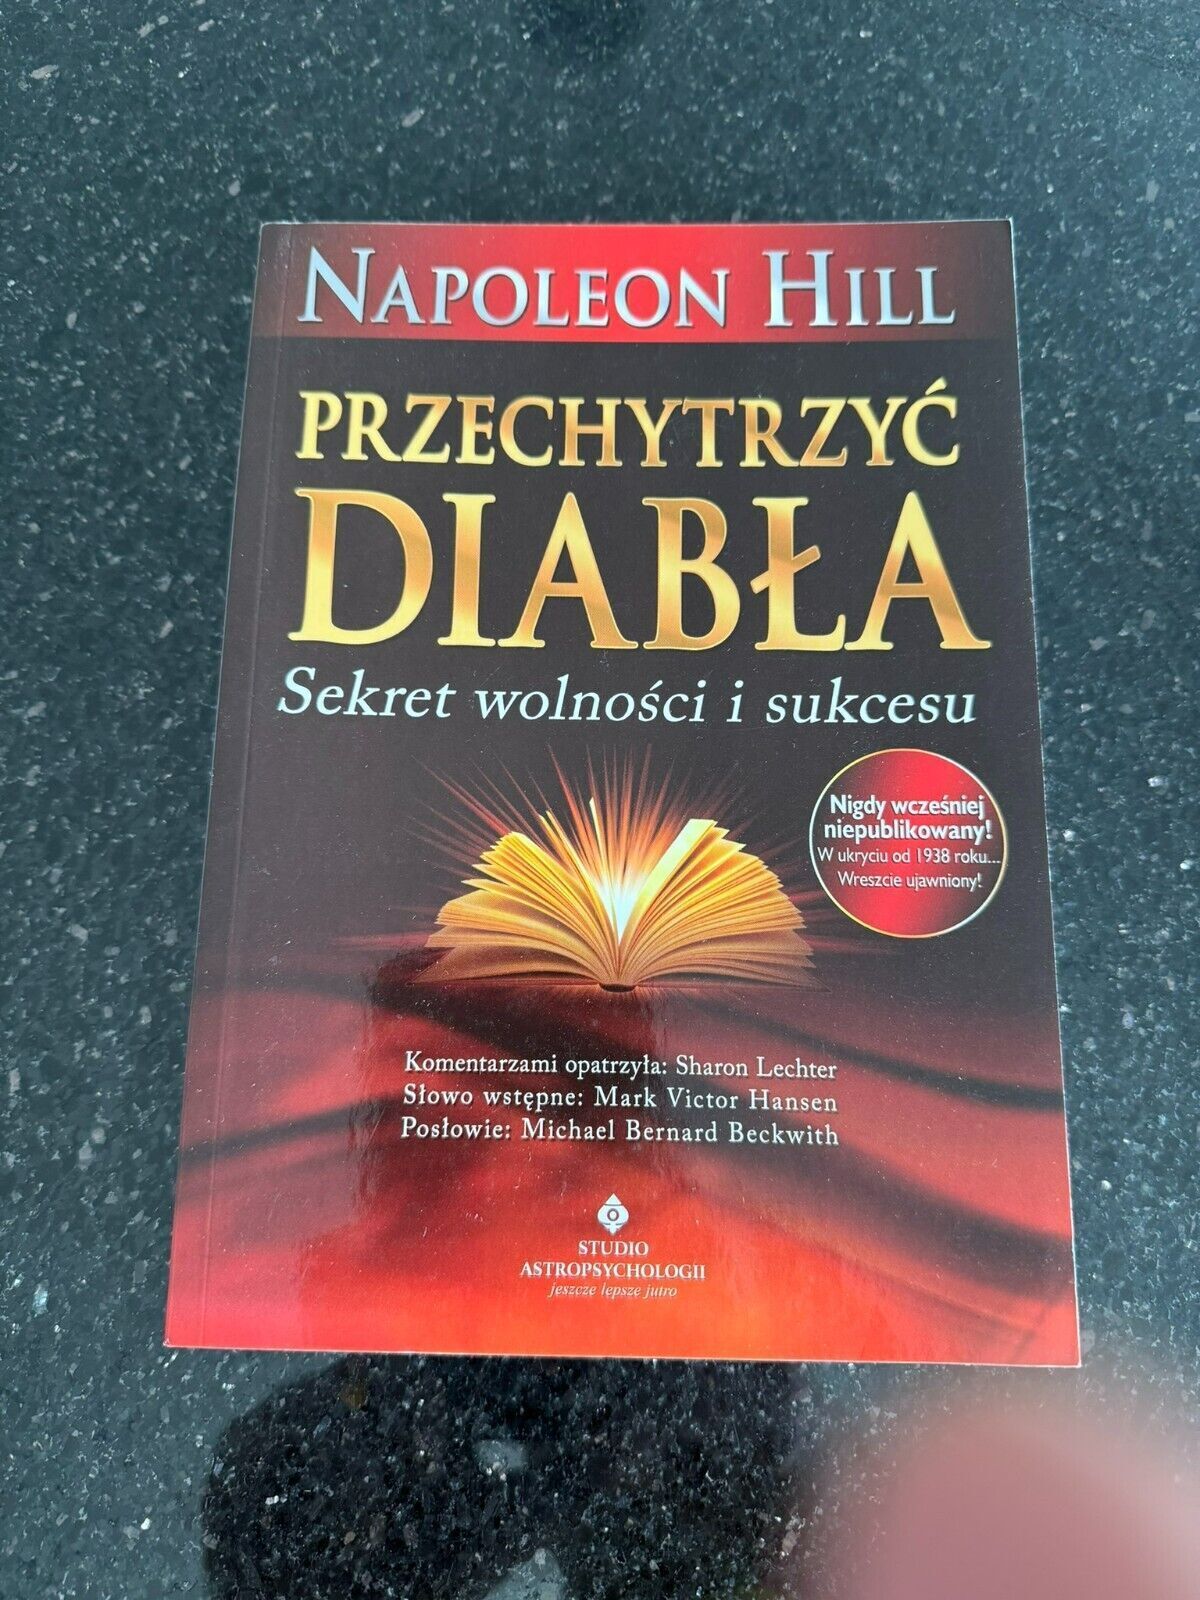 NAPOLEON HILL
PRZECHYTRZYĆ
DIABŁA
Sekret wolności i sukcesu
Nigdy wcześniej
niepublikowany!
W ukryciu od 1938 roku...
Wreszcie ujawniony!
Komentarzami opatrzyła: Sharon Lechter
Słowo wstępne: Mark Victor Hansen
Posłowie: Michael Bernard Beckwith
STUDIO
ASTROPSYCHOLOGII
jeszcze lepsze jutro